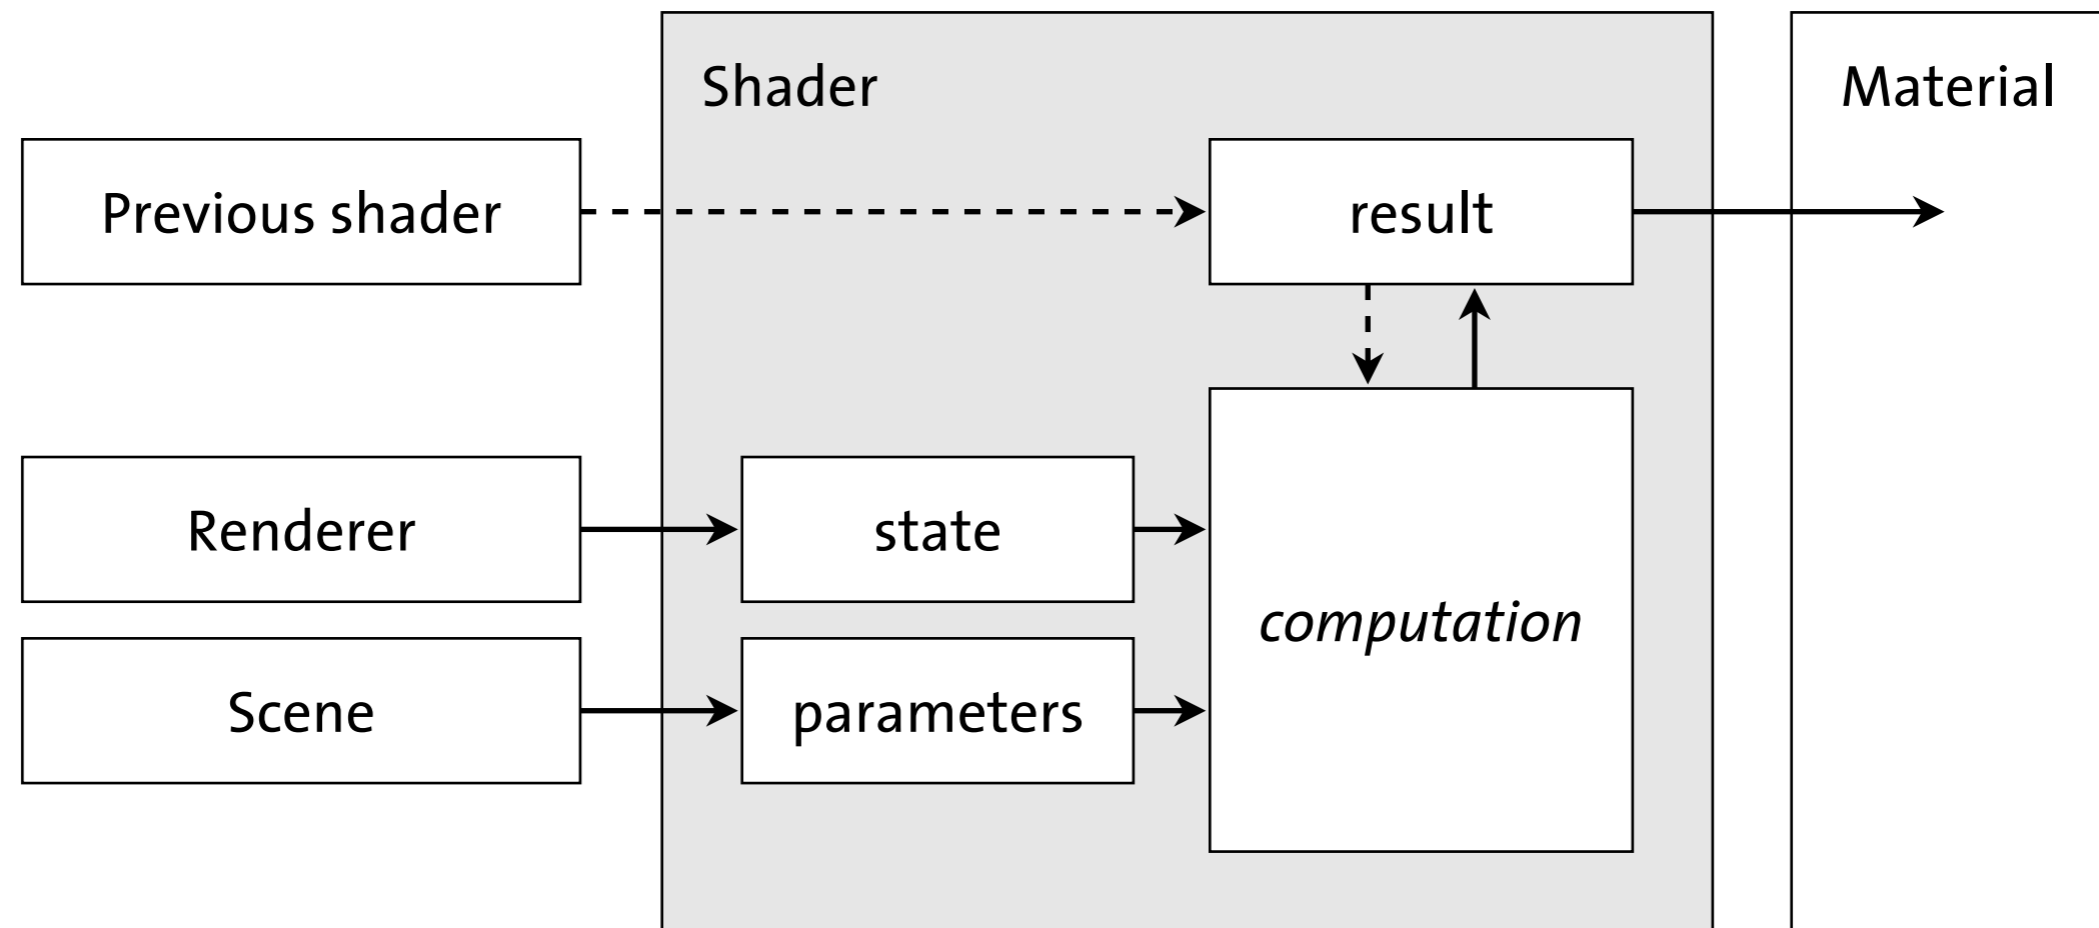 Shader
Material
Previous shader
result
Renderer
state
computation
Scene
parameters